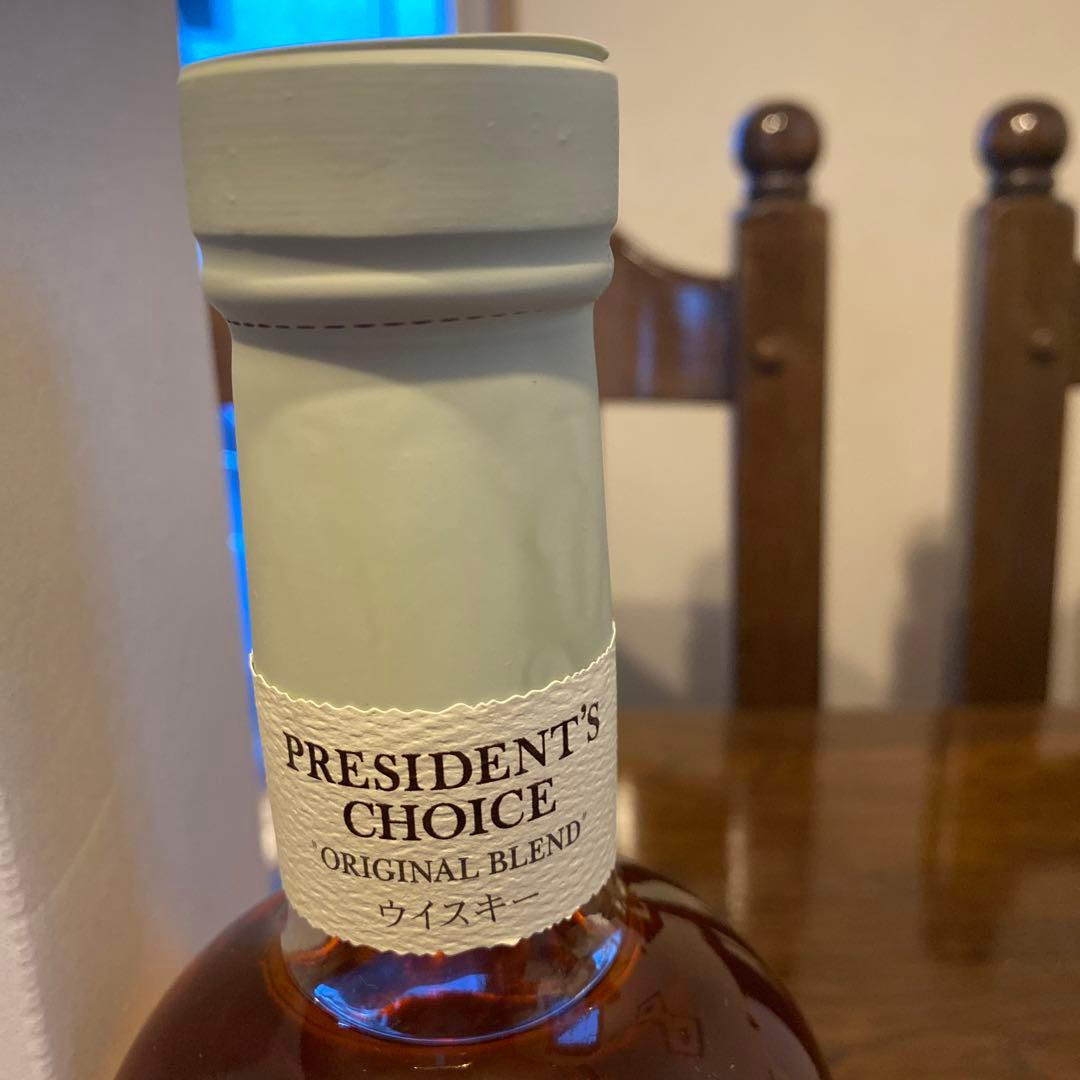 PRESIDENT'S
CHOICE
"ORIGINAL BLEND"
ウイスキー